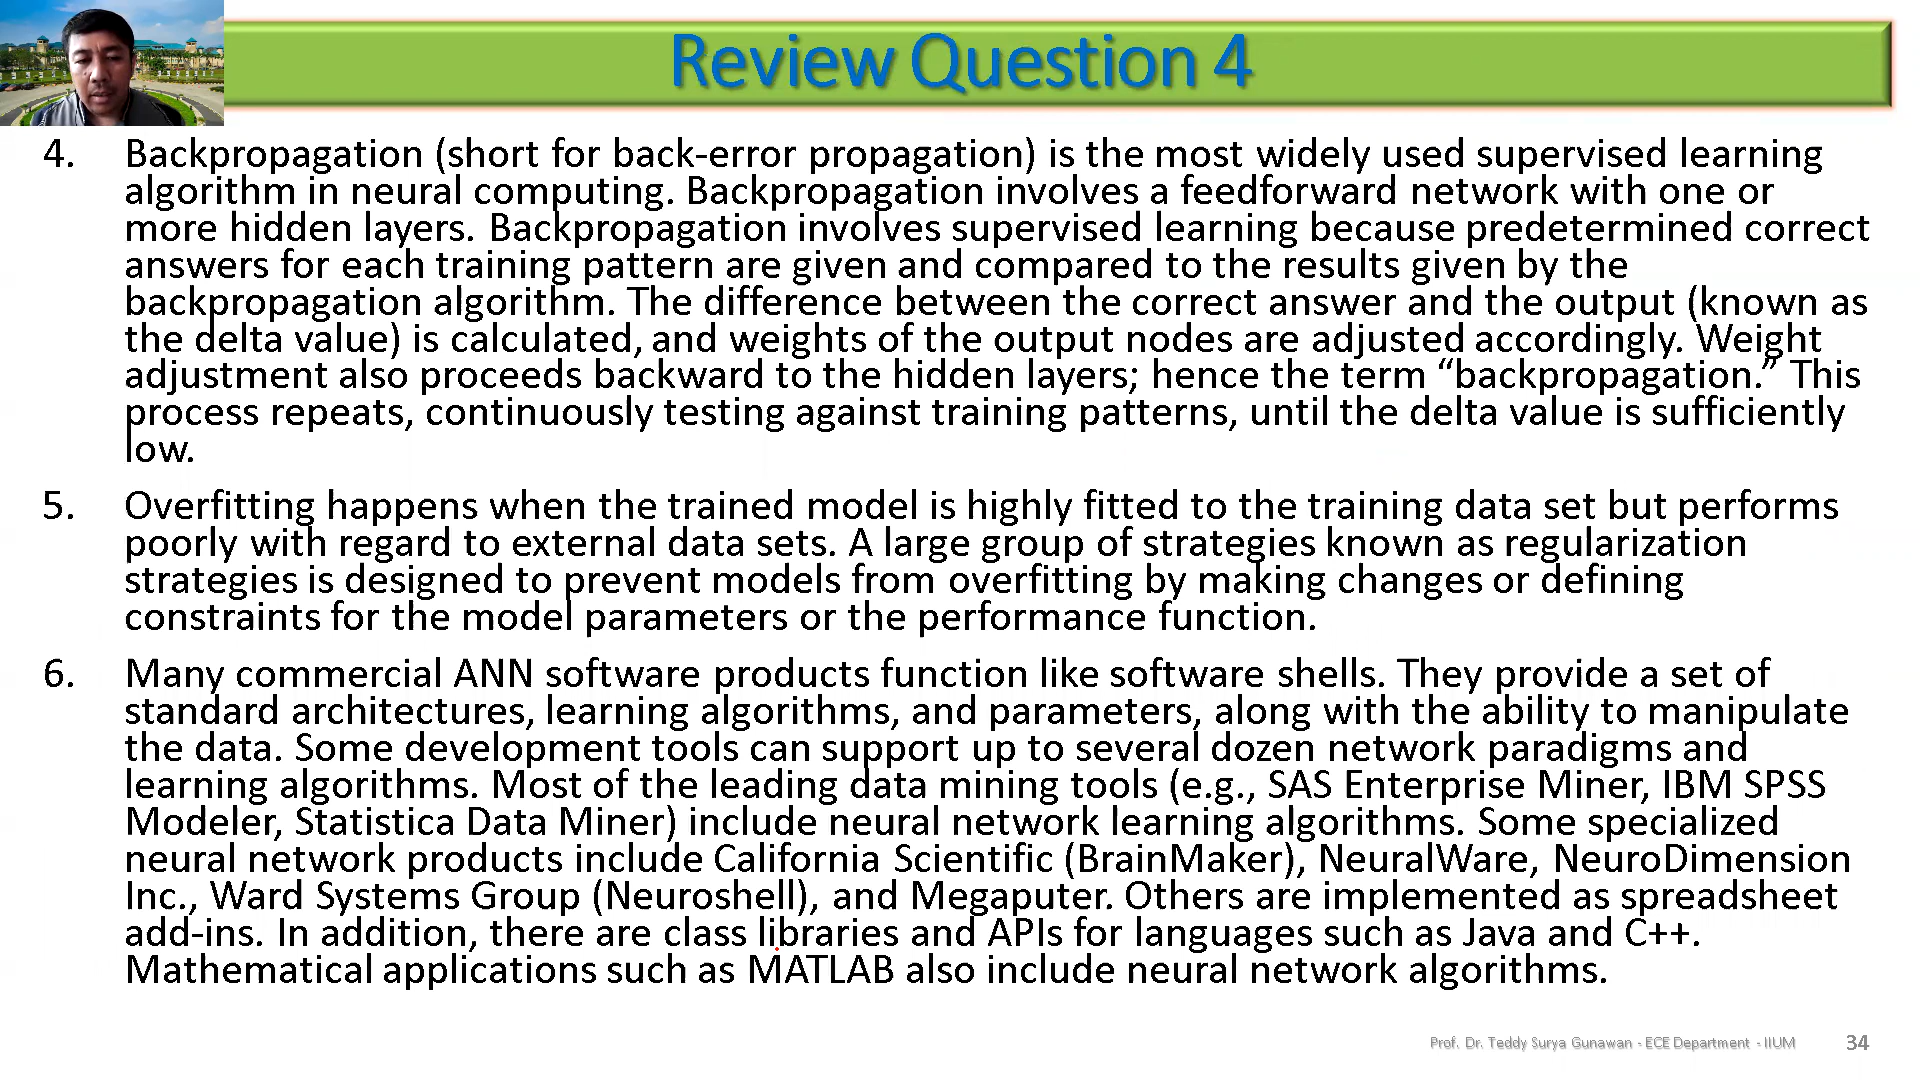 Review Question 4
4. Backpropagation (short for back-error propagation) is the most widely used supervised learning
algorithm in neural computing. Backpropagation involves a feedforward network with one or
more hidden layers. Backpropagation involves supervised learning because predetermined correct
answers for each training pattern are given and compared to the results given by the
backpropagation algorithm. The difference between the correct answer and the output (known as
the delta value) is calculated, and weights of the output nodes are adjusted accordingly. Weight
adjustment also proceeds backward to the hidden layers; hence the term “backpropagation.” This
process repeats, continuously testing against training patterns, until the delta value is sufficiently
low.
5. Overfitting happens when the trained model is highly fitted to the training data set but performs
poorly with regard to external data sets. A large group of strategies known as regularization
strategies is designed to prevent models from overfitting by making changes or defining
constraints for the model parameters or the performance function.
6. Many commercial ANN software products function like software shells. They provide a set of
standard architectures, learning algorithms, and parameters, along with the ability to manipulate
the data. Some development tools can support up to several dozen network paradigms and
learning algorithms. Most of the leading data mining tools (e.g., SAS Enterprise Miner, IBM SPSS
Modeler, Statistica Data Miner) include neural network learning algorithms. Some specialized
neural network products include California Scientific (BrainMaker), NeuralWare, NeuroDimension
Inc., Ward Systems Group (Neuroshell), and Megaputer. Others are implemented as spreadsheet
add-ins. In addition, there are class libraries and APIs for languages such as Java and C++.
Mathematical applications such as MATLAB also include neural network algorithms.
Prof. Dr. Teddy Surya Gunawan - ECE Department - IIUM 34